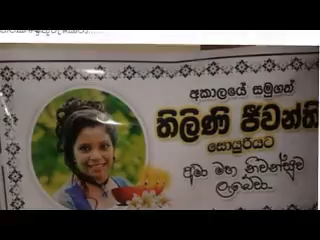 අකාලයේ සමුගත්
තිලිණි ජීවන්ති
සොයුරියට
අමා මහ නිවන්සුව
ලැබේවා...